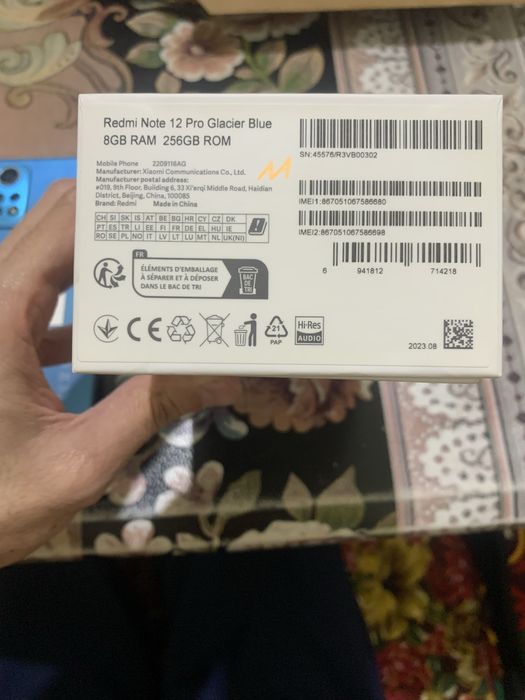 Redmi Note 12 Pro Glacier Blue
8GB RAM 256GB ROM
Mobile Phone 2209116AG
Manufacturer: Xiaomi Communications Co., Ltd.
Manufacturer postal address:
#019, 9th Floor, Building 6, 33 Xi'erqi Middle Road, Haidian
District, Beijing, China, 100085
Brand: Redmi Made in China
CH SI SK IS AT BE BG HR CY CZ DK
PT ES TR LI EE FI FR DE EL HU IE
RO SE PL NO IT LV LT LU MT NL UK(NI)
SN:45576/R3VB00302
IMEI1:867051067586680
IMEI2:867051067586698
6 941812 714218
FR
ÉLÉMENTS D'EMBALLAGE
À SÉPARER ET À DÉPOSER
DANS LE BAC DE TRI
BAC
DE
TRI
CE
21
PAP
Hi-Res
AUDIO
2023.08